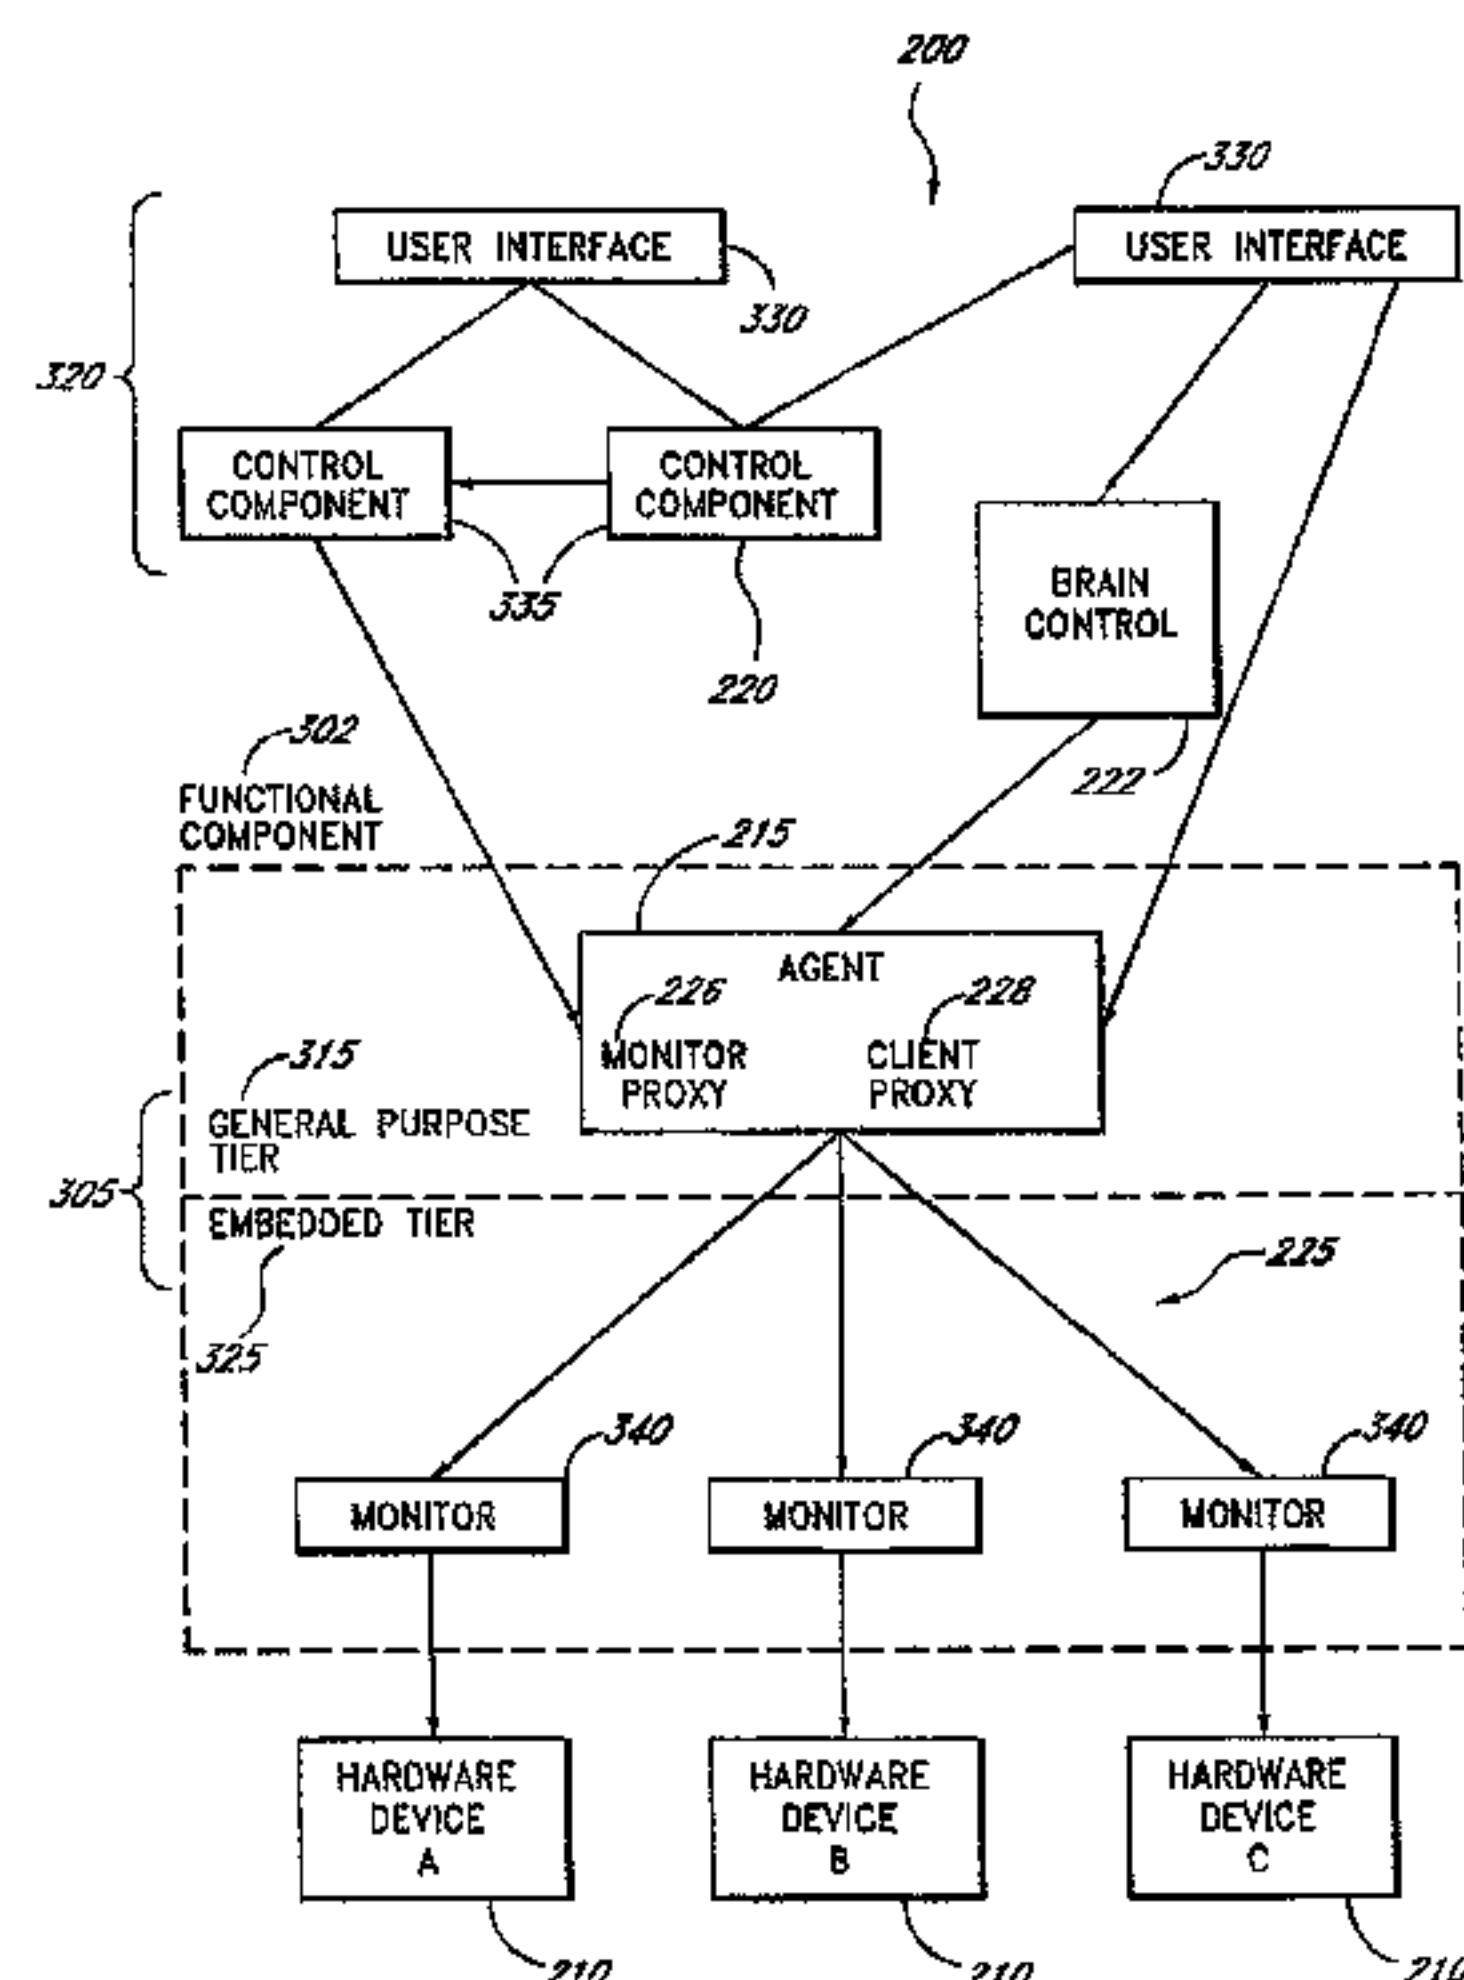 200
330
USER INTERFACE
USER INTERFACE
330
320
CONTROL
COMPONENT
CONTROL
COMPONENT
335
220
BRAIN
CONTROL
222
302
FUNCTIONAL
COMPONENT
215
AGENT
226
228
MONITOR
PROXY
CLIENT
PROXY
315
GENERAL PURPOSE
TIER
305
EMBEDDED TIER
225
325
340
340
340
MONITOR
MONITOR
MONITOR
HARDWARE
DEVICE
A
HARDWARE
DEVICE
B
HARDWARE
DEVICE
C
210
210
210